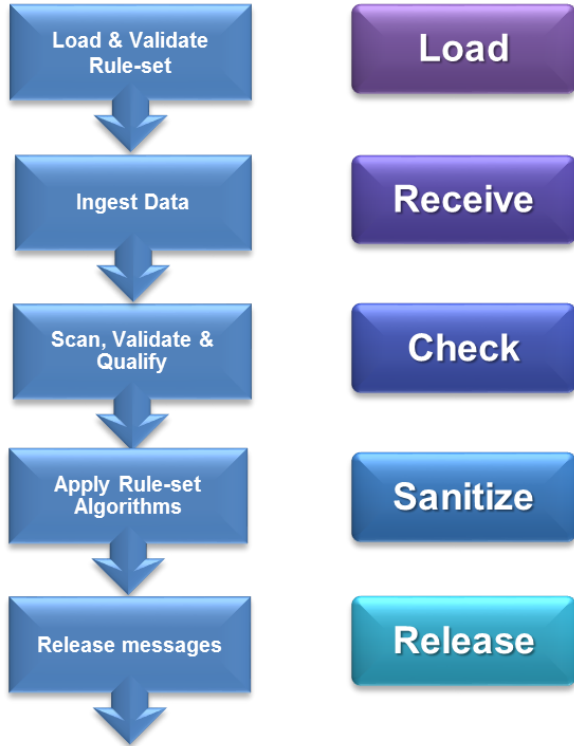 Load & Validate
Rule-set
Load
Ingest Data
Receive
Scan, Validate &
Qualify
Check
Apply Rule-set
Algorithms
Sanitize
Release messages
Release